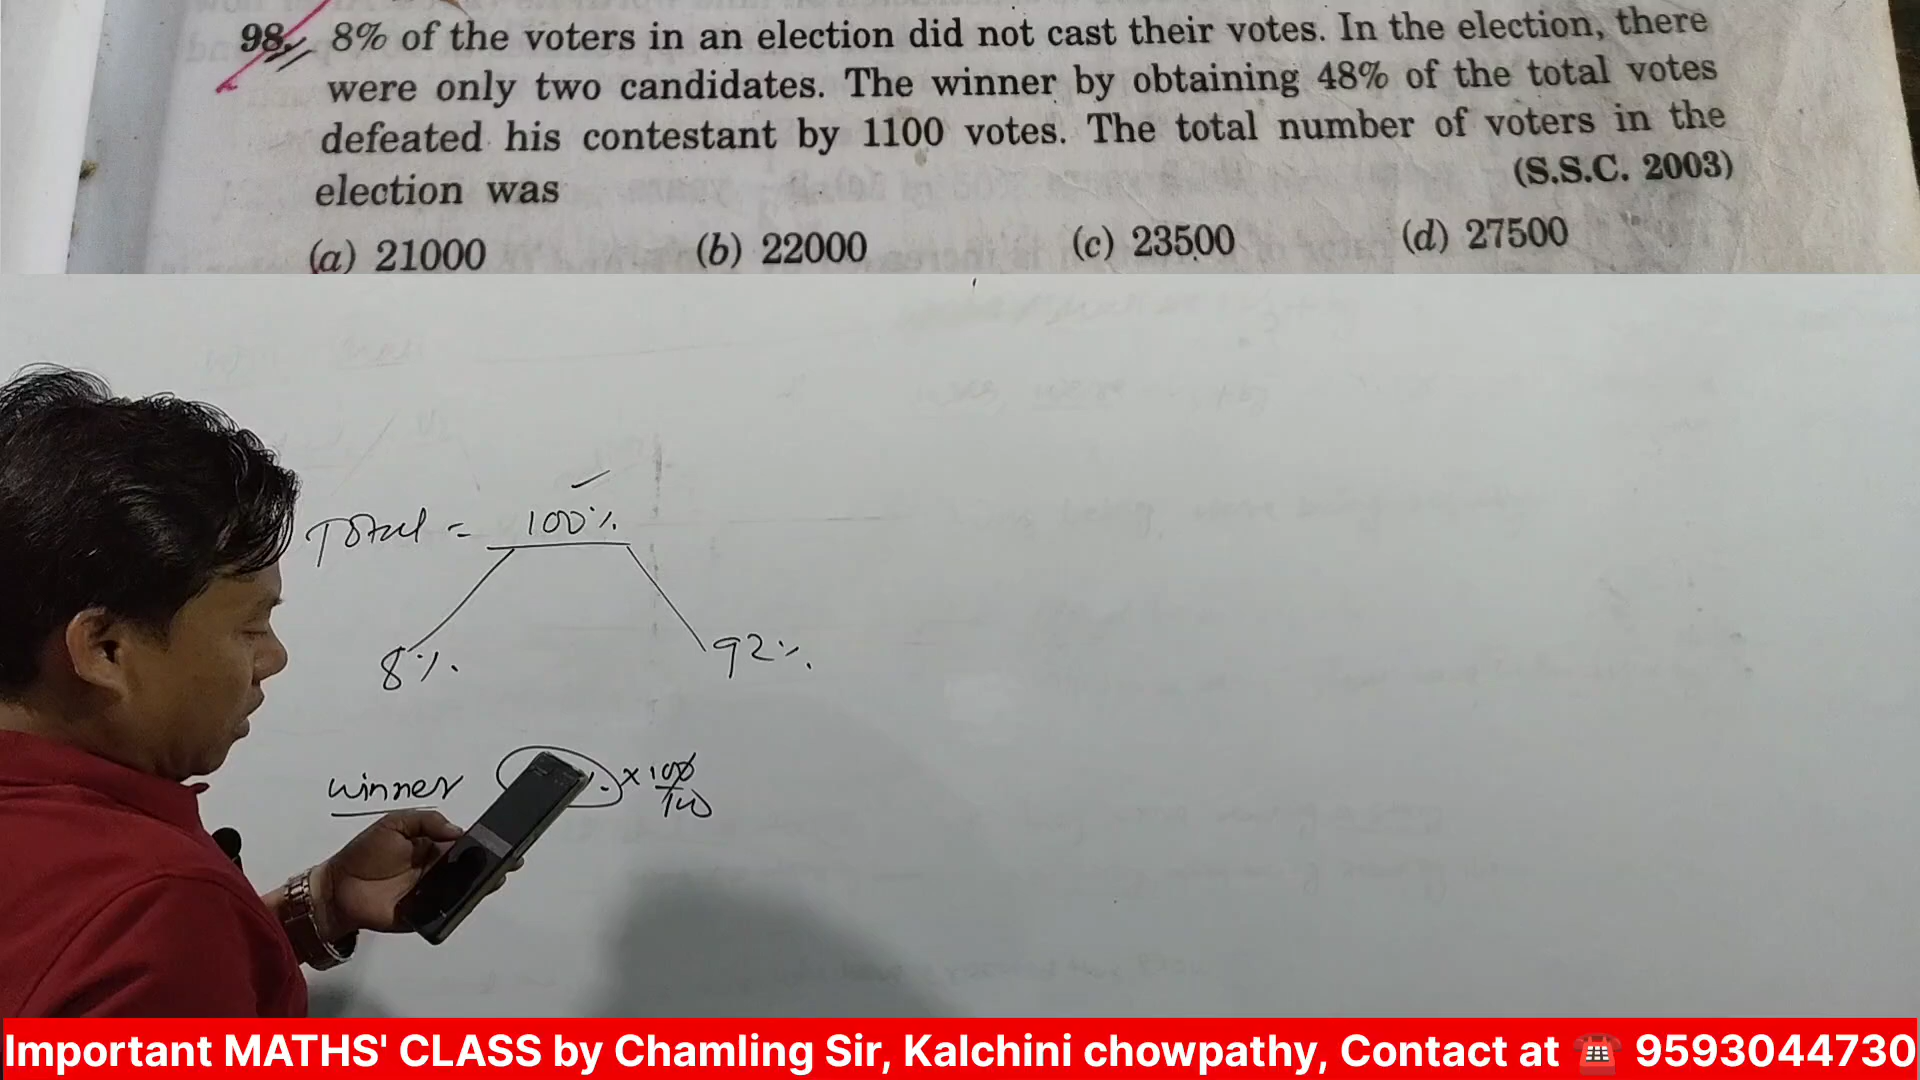 98. 8% of the voters in an election did not cast their votes. In the election, there
were only two candidates. The winner by obtaining 48% of the total votes
defeated his contestant by 1100 votes. The total number of voters in the
election was (S.S.C. 2003)
(a) 21000 (b) 22000 (c) 23500 (d) 27500
Total = 100%
8% 92%
winner × 100/100
Important MATHS' CLASS by Chamling Sir, Kalchini chowpathy, Contact at ☎ 9593044730